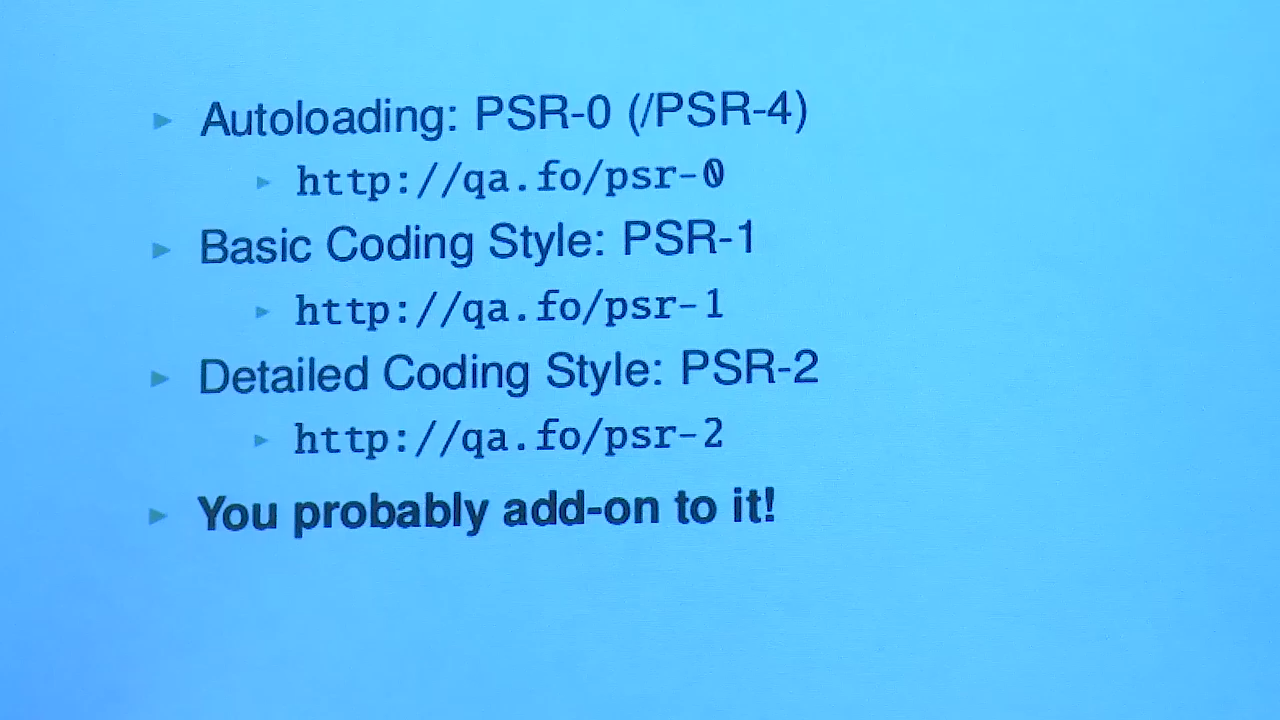 Autoloading: PSR-0 (/PSR-4)
http://qa.fo/psr-0
Basic Coding Style: PSR-1
http://qa.fo/psr-1
Detailed Coding Style: PSR-2
http://qa.fo/psr-2
You probably add-on to it!